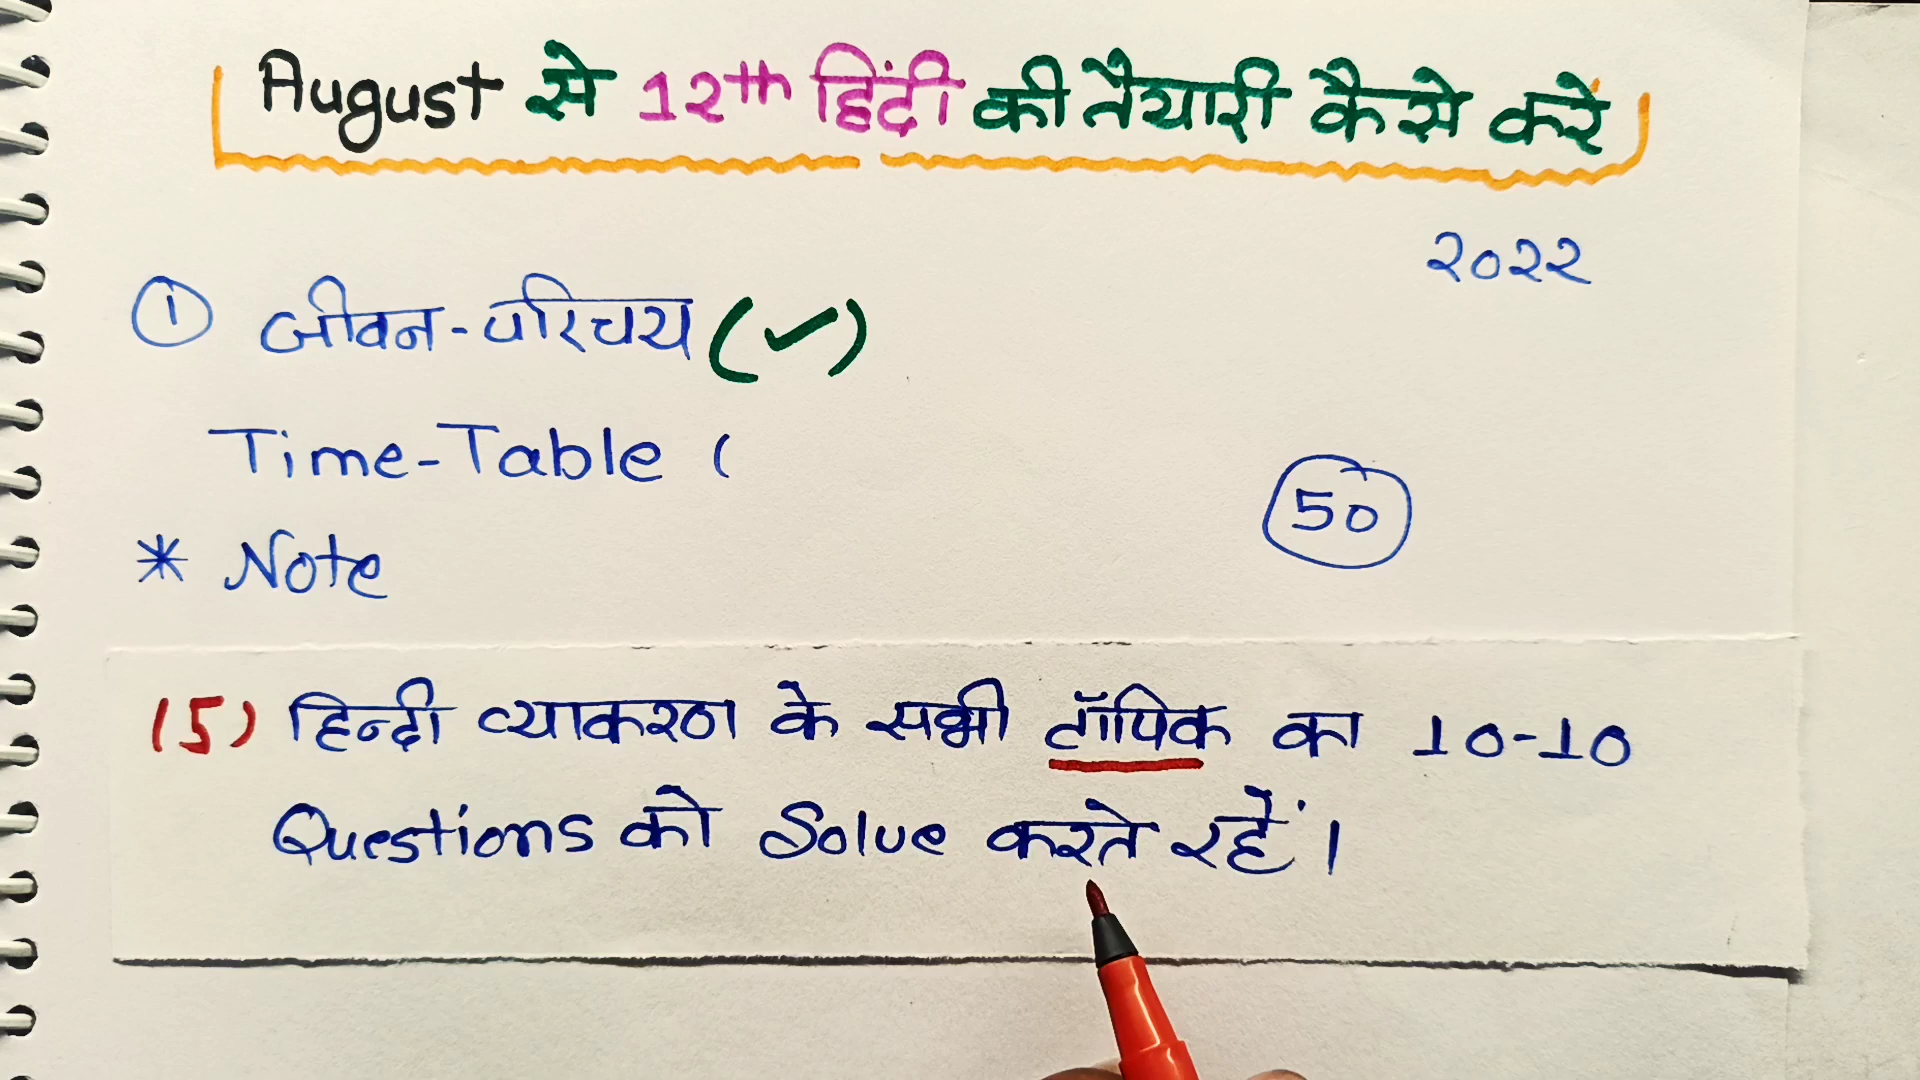 August से 12th हिंदी की तैयारी कैसे करें
2022
① जीवन-परिचय (✓)
Time-Table (
50
* Note
(5) हिन्दी व्याकरण के सभी टॉपिक का 10-10
Questions को Solve करते रहें।